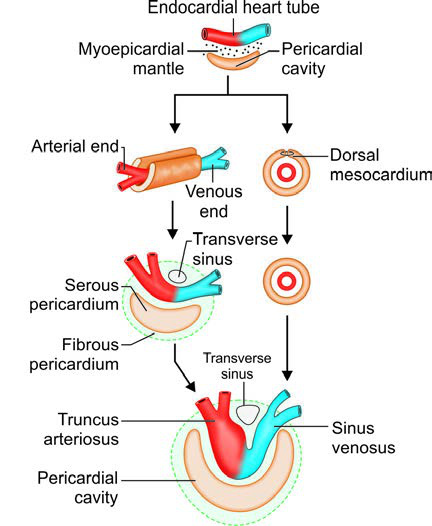 Endocardial heart tube
Myoepicardial
mantle
Pericardial
cavity
Arterial end
Venous
end
Dorsal
mesocardium
Transverse
sinus
Serous
pericardium
Fibrous
pericardium
Transverse
sinus
Truncus
arteriosus
Sinus
venosus
Pericardial
cavity